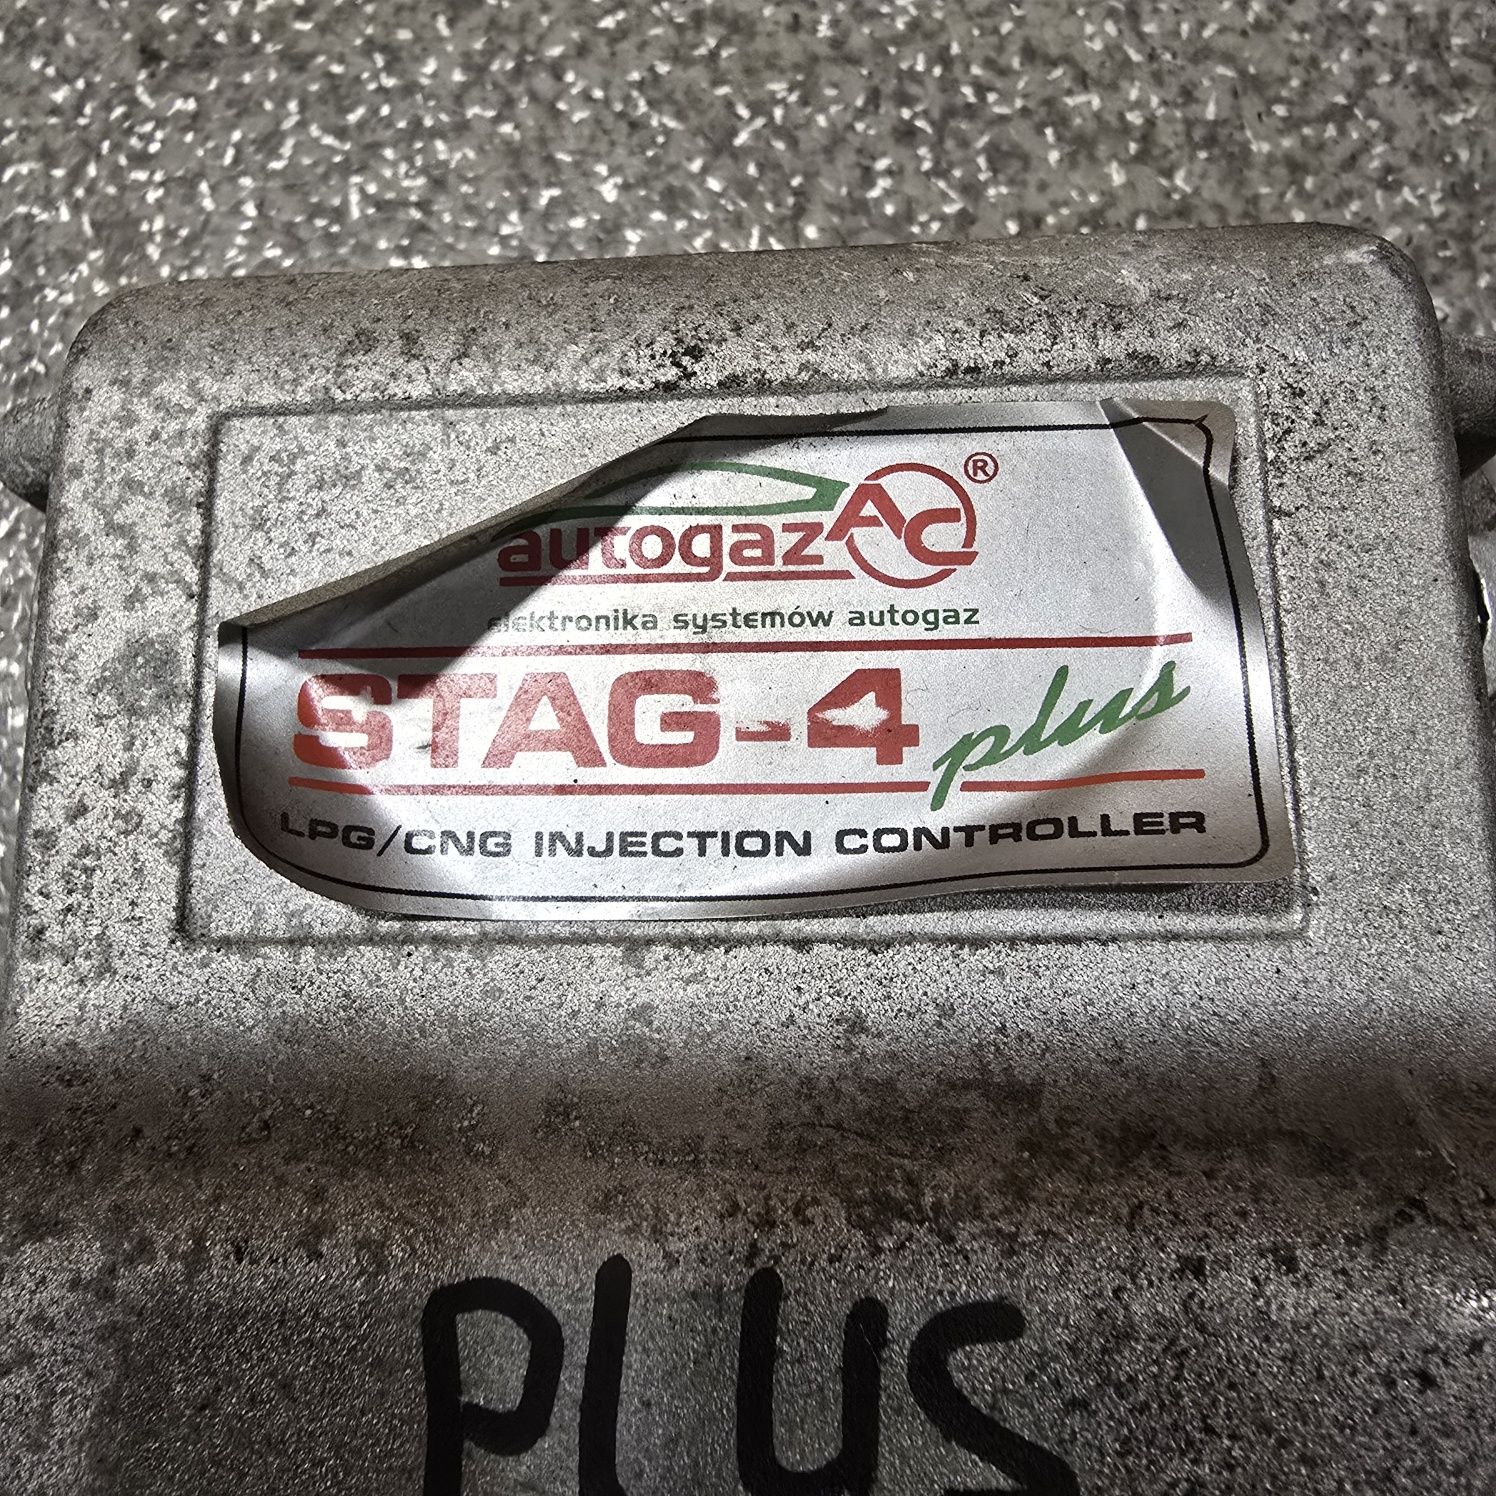 autogaz AC ®
elektronika systemów autogaz
STAG-4 plus
LPG/CNG INJECTION CONTROLLER
PLUS